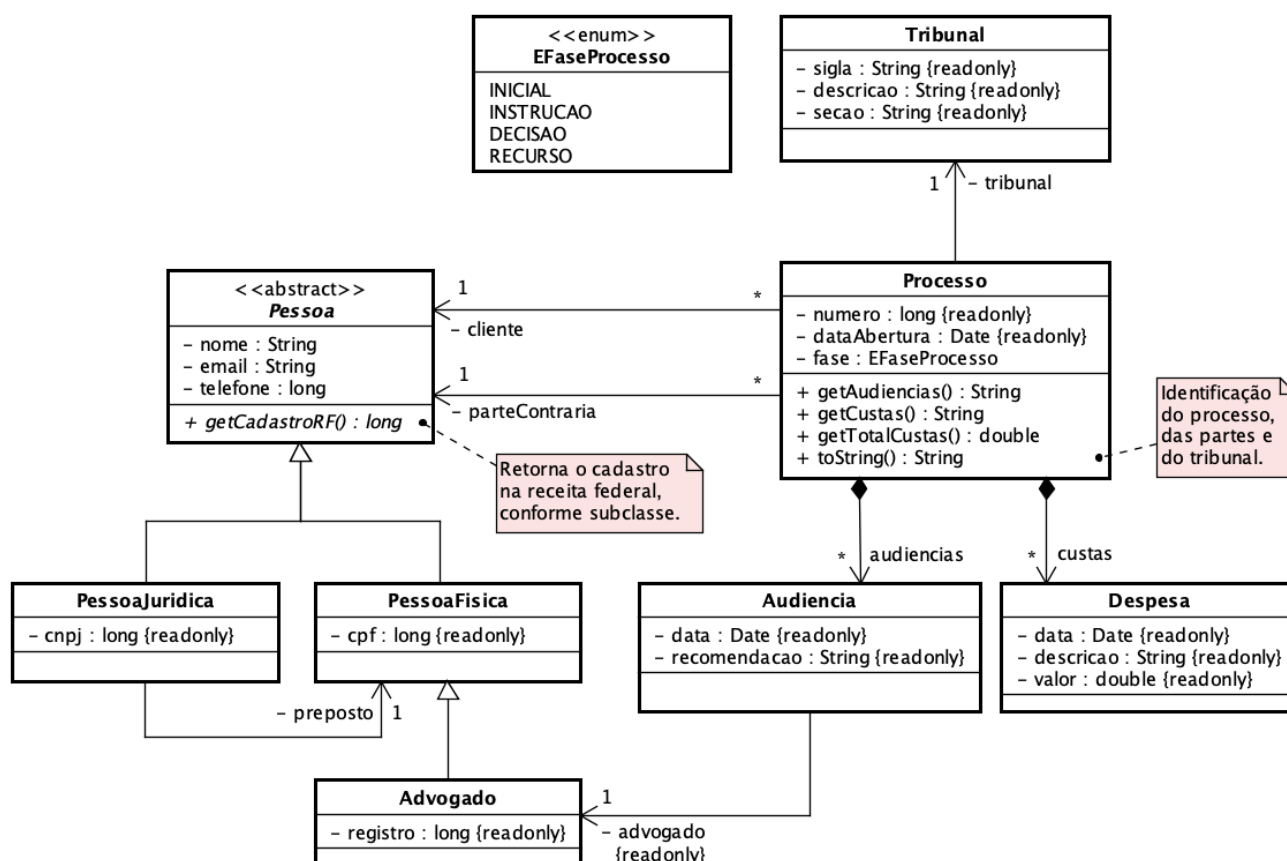 <<enum>>
EFaseProcesso
INICIAL
INSTRUCAO
DECISAO
RECURSO
Tribunal
– sigla : String {readonly}
– descricao : String {readonly}
– secao : String {readonly}
1
– tribunal
<<abstract>>
Pessoa
– nome : String
– email : String
– telefone : long
+ getCadastroRF() : long
1
*
– cliente
1
*
– parteContraria
Processo
– numero : long {readonly}
– dataAbertura : Date {readonly}
– fase : EFaseProcesso
+ getAudiencias() : String
+ getCustas() : String
+ getTotalCustas() : double
+ toString() : String
Identificação
do processo,
das partes e
do tribunal.
Retorna o cadastro
na receita federal,
conforme subclasse.
* audiencias
* custas
PessoaJuridica
– cnpj : long {readonly}
PessoaFisica
– cpf : long {readonly}
Audiencia
– data : Date {readonly}
– recomendacao : String {readonly}
Despesa
– data : Date {readonly}
– descricao : String {readonly}
– valor : double {readonly}
– preposto 1
Advogado
– registro : long {readonly}
1
– advogado
{readonly}